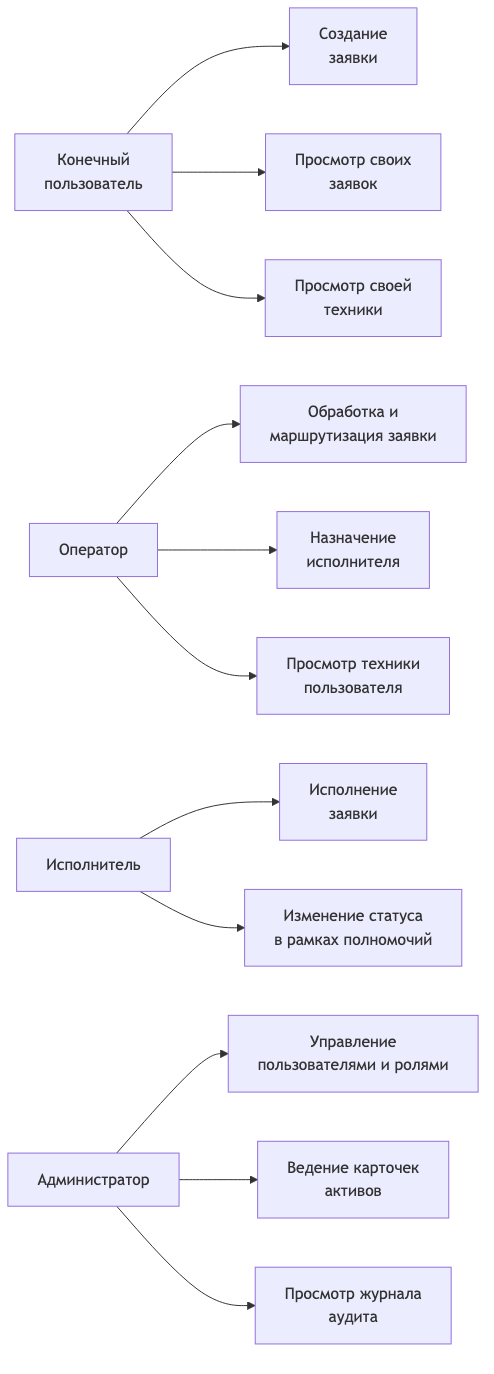 Создание
заявки
Конечный
пользователь
Просмотр своих
заявок
Просмотр своей
техники
Обработка и
маршрутизация заявки
Оператор
Назначение
исполнителя
Просмотр техники
пользователя
Исполнение
заявки
Исполнитель
Изменение статуса
в рамках полномочий
Управление
пользователями и ролями
Администратор
Ведение карточек
активов
Просмотр журнала
аудита